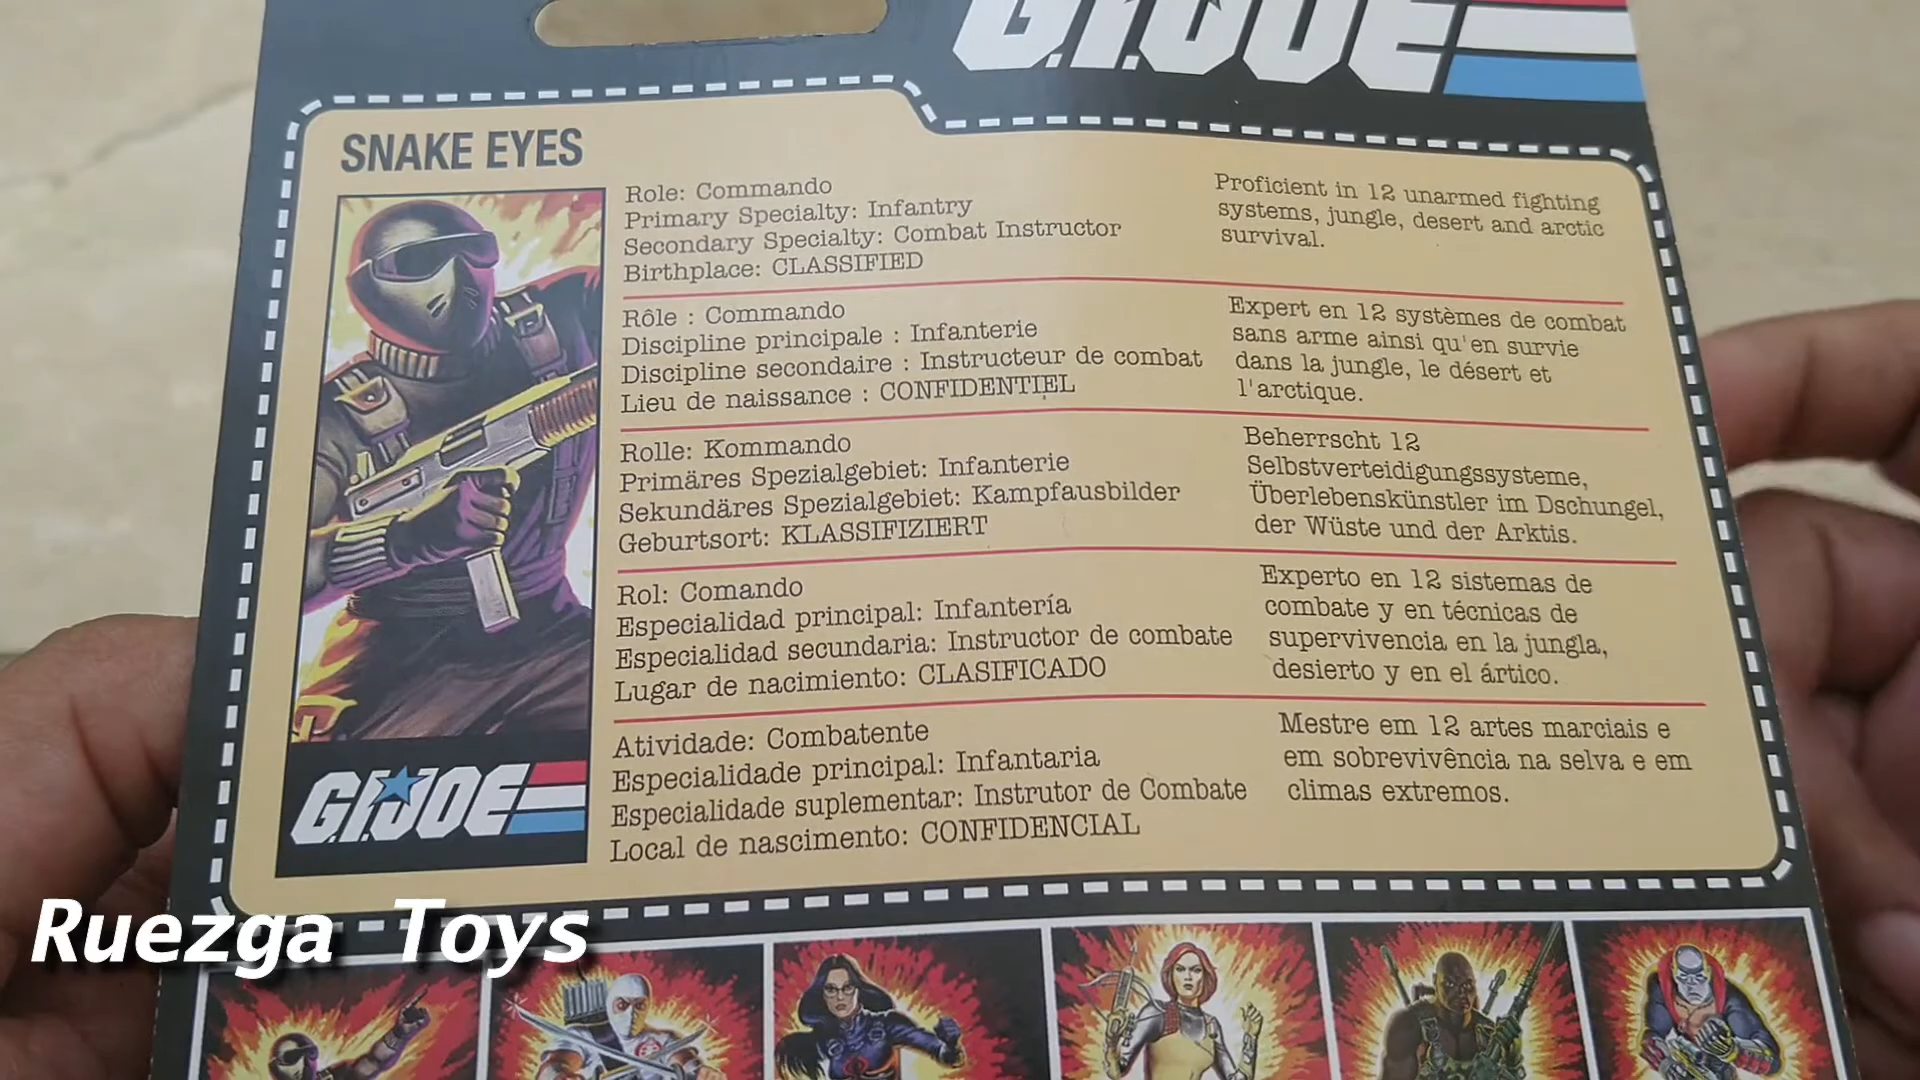 G.I.JOE
SNAKE EYES
Role: Commando
Primary Specialty: Infantry
Secondary Specialty: Combat Instructor
Birthplace: CLASSIFIED
Proficient in 12 unarmed fighting
systems, jungle, desert and arctic
survival.
Rôle : Commando
Discipline principale : Infanterie
Discipline secondaire : Instructeur de combat
Lieu de naissance : CONFIDENTIEL
Expert en 12 systèmes de combat
sans arme ainsi qu'en survie
dans la jungle, le désert et
l'arctique.
Rolle: Kommando
Primäres Spezialgebiet: Infanterie
Sekundäres Spezialgebiet: Kampfausbilder
Geburtsort: KLASSIFIZIERT
Beherrscht 12
Selbstverteidigungssysteme,
Überlebenskünstler im Dschungel,
der Wüste und der Arktis.
Rol: Comando
Especialidad principal: Infantería
Especialidad secundaria: Instructor de combate
Lugar de nacimiento: CLASIFICADO
Experto en 12 sistemas de
combate y en técnicas de
supervivencia en la jungla,
desierto y en el ártico.
Atividade: Combatente
Especialidade principal: Infantaria
Especialidade suplementar: Instrutor de Combate
Local de nascimento: CONFIDENCIAL
Mestre em 12 artes marciais e
em sobrevivência na selva e em
climas extremos.
G.I.JOE
Ruezga Toys